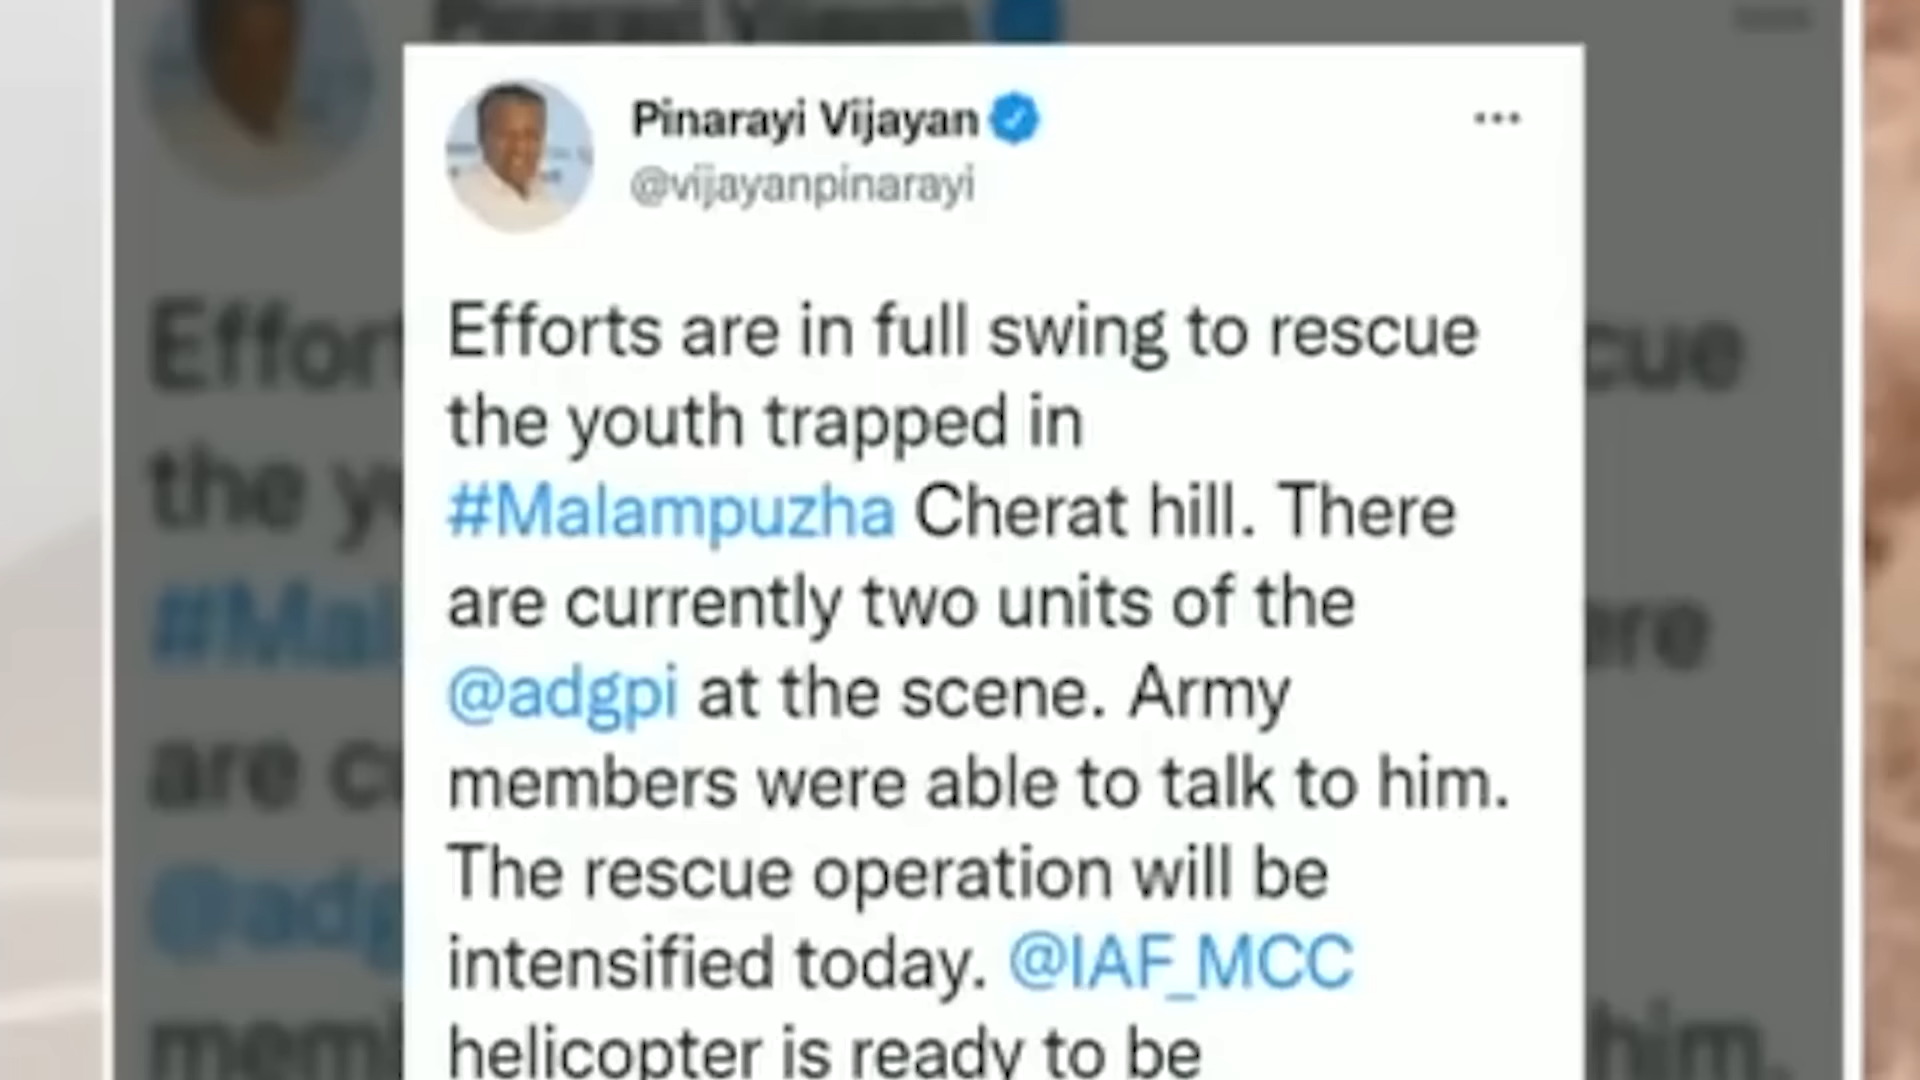 Pinarayi Vijayan
@vijayanpinarayi
Efforts are in full swing to rescue
the youth trapped in
#Malampuzha Cherat hill. There
are currently two units of the
@adgpi at the scene. Army
members were able to talk to him.
The rescue operation will be
intensified today. @IAF_MCC
helicopter is ready to be